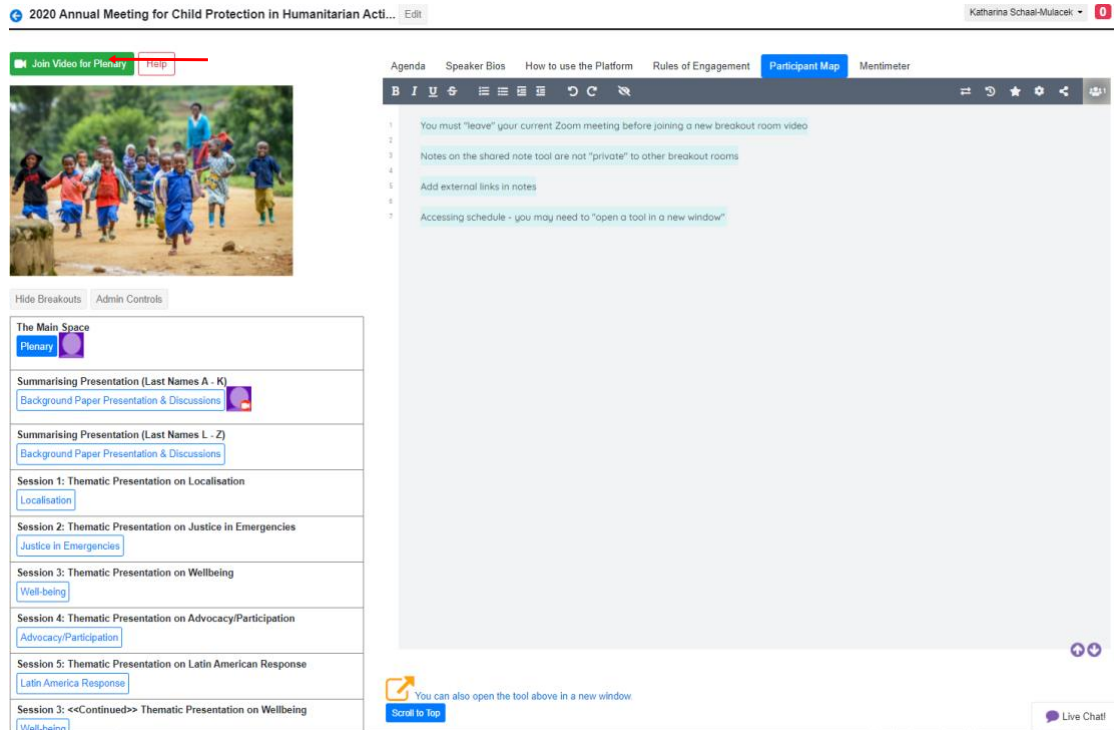 2020 Annual Meeting for Child Protection in Humanitarian Acti... Edit
Katharina Schaal-Mulacek
0
Join Video for Plenary
Help
Agenda Speaker Bios How to use the Platform Rules of Engagement Participant Map Mentimeter
B I U S
1
1 You must "leave" your current Zoom meeting before joining a new breakout room video
2
3 Notes on the shared note tool are not "private" to other breakout rooms
4
5 Add external links in notes
6
7 Accessing schedule - you may need to "open a tool in a new window"
Hide Breakouts Admin Controls
The Main Space
Plenary
Summarising Presentation (Last Names A - K)
Background Paper Presentation & Discussions
Summarising Presentation (Last Names L - Z)
Background Paper Presentation & Discussions
Session 1: Thematic Presentation on Localisation
Localisation
Session 2: Thematic Presentation on Justice in Emergencies
Justice in Emergencies
Session 3: Thematic Presentation on Wellbeing
Well-being
Session 4: Thematic Presentation on Advocacy/Participation
Advocacy/Participation
Session 5: Thematic Presentation on Latin American Response
Latin America Response
Session 3: <<Continued>> Thematic Presentation on Wellbeing
Well-being
You can also open the tool above in a new window.
Scroll to Top
Live Chat!